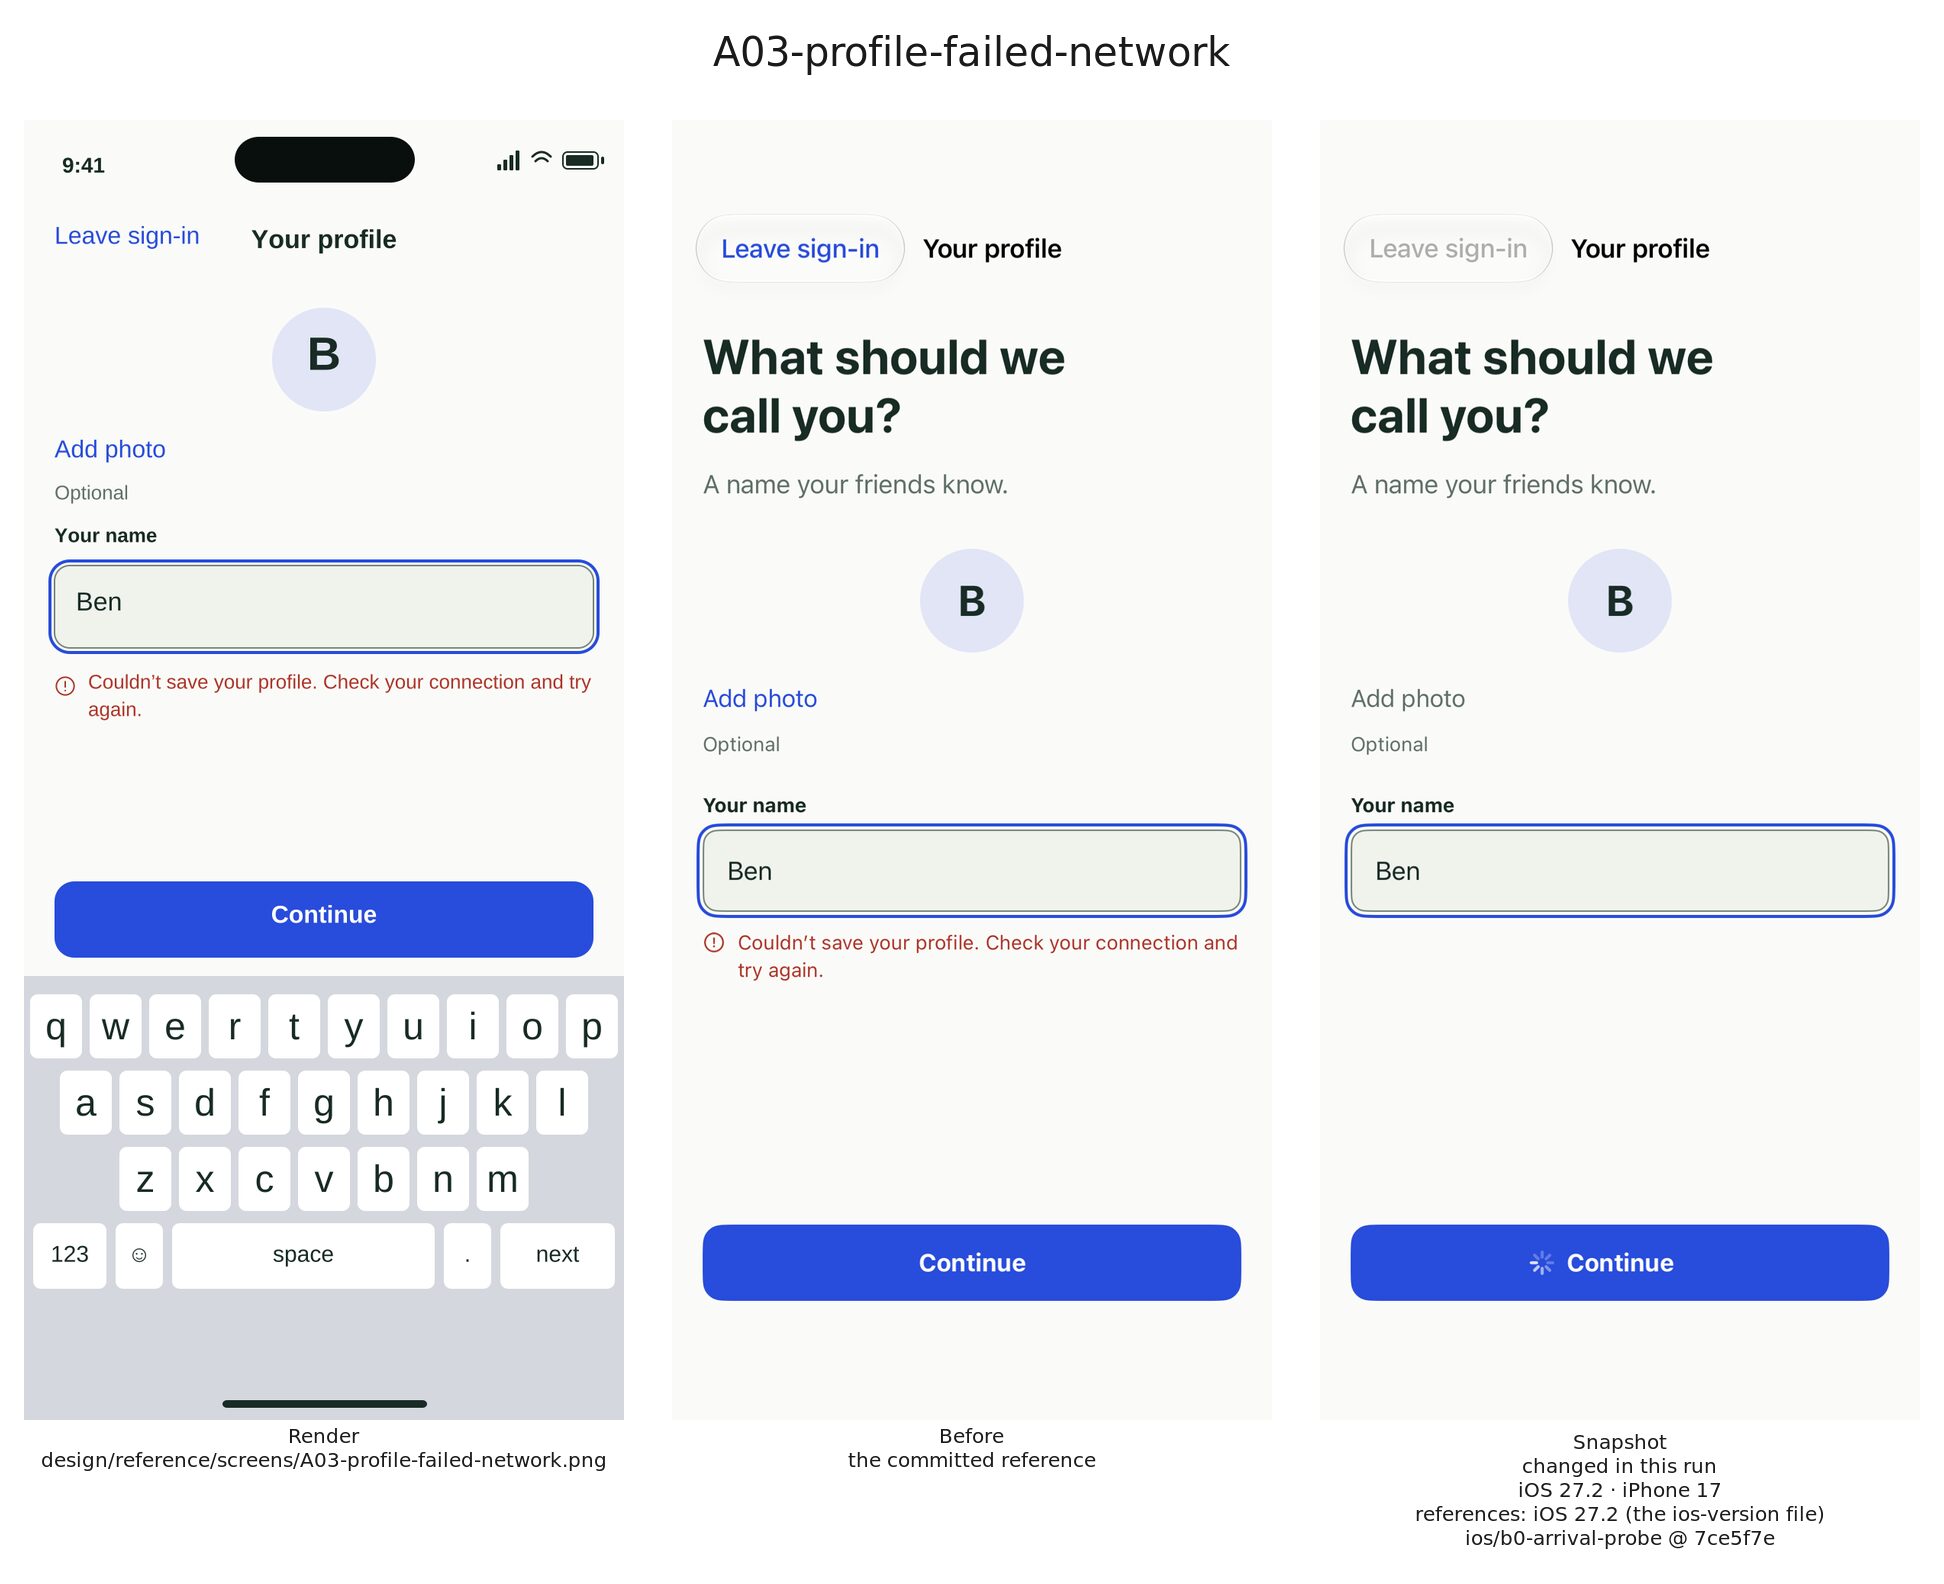 A03-profile-failed-network
9:41
Leave sign-in
Your profile
B
Add photo
Optional
Your name
Ben
Couldn’t save your profile. Check your connection and try
again.
Continue
q w e r t y u i o p
a s d f g h j k l
z x c v b n m
123 ☺ space . next
Render
design/reference/screens/A03-profile-failed-network.png
Leave sign-in
Your profile
What should we
call you?
A name your friends know.
B
Add photo
Optional
Your name
Ben
Couldn’t save your profile. Check your connection and
try again.
Continue
Before
the committed reference
Leave sign-in
Your profile
What should we
call you?
A name your friends know.
B
Add photo
Optional
Your name
Ben
Continue
Snapshot
changed in this run
iOS 27.2 · iPhone 17
references: iOS 27.2 (the ios-version file)
ios/b0-arrival-probe @ 7ce5f7e